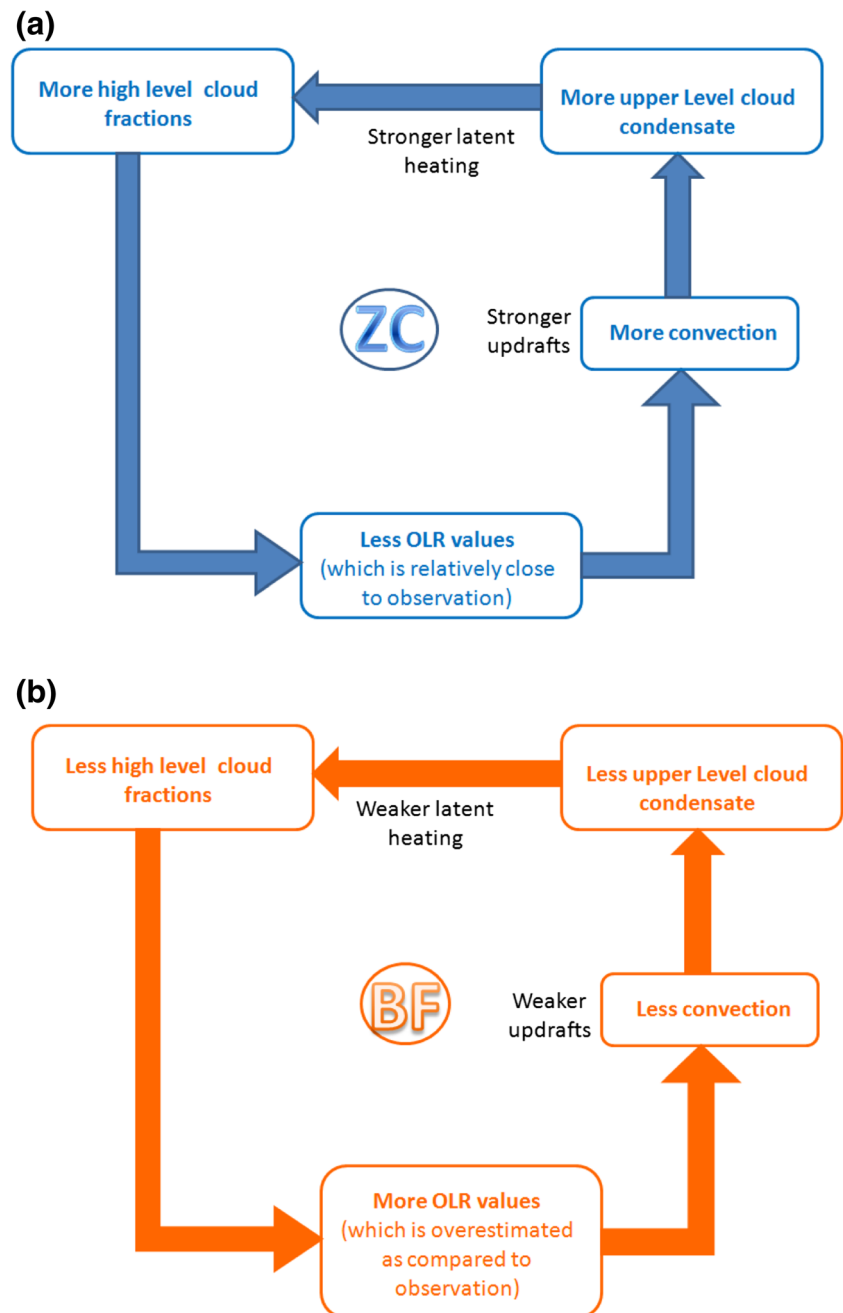 (a)
More high level cloud
fractions
More upper Level cloud
condensate
Stronger latent
heating
ZC
Stronger
updrafts
More convection
Less OLR values
(which is relatively close
to observation)
(b)
Less high level cloud
fractions
Less upper Level cloud
condensate
Weaker latent
heating
BF
Weaker
updrafts
Less convection
More OLR values
(which is overestimated
as compared to
observation)